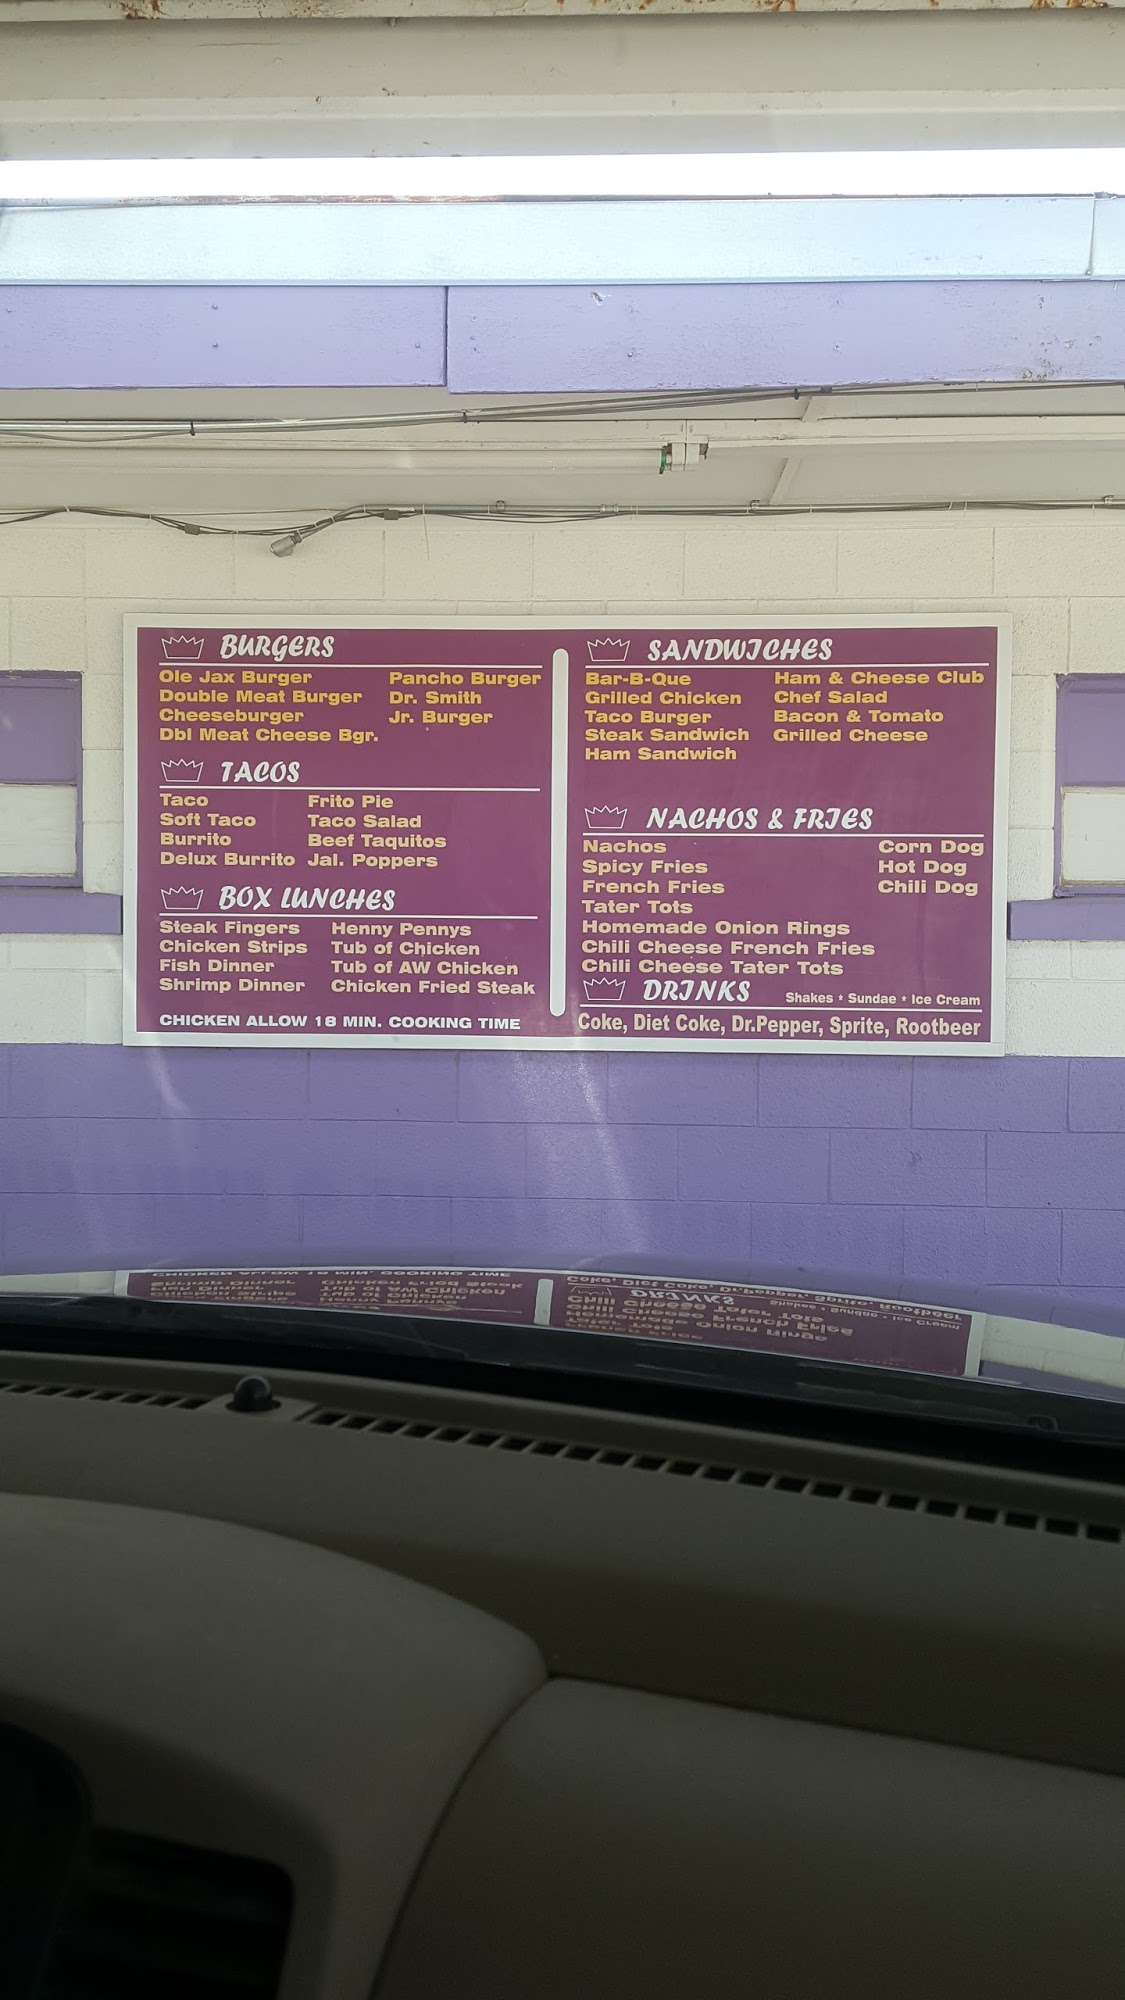 BURGERS
Ole Jax Burger Pancho Burger
Double Meat Burger Dr. Smith
Cheeseburger Jr. Burger
Dbl Meat Cheese Bgr.
TACOS
Taco Frito Pie
Soft Taco Taco Salad
Burrito Beef Taquitos
Delux Burrito Jal. Poppers
BOX LUNCHES
Steak Fingers Henny Pennys
Chicken Strips Tub of Chicken
Fish Dinner Tub of AW Chicken
Shrimp Dinner Chicken Fried Steak
CHICKEN ALLOW 18 MIN. COOKING TIME
SANDWICHES
Bar-B-Que Ham & Cheese Club
Grilled Chicken Chef Salad
Taco Burger Bacon & Tomato
Steak Sandwich Grilled Cheese
Ham Sandwich
NACHOS & FRIES
Nachos Corn Dog
Spicy Fries Hot Dog
French Fries Chili Dog
Tater Tots
Homemade Onion Rings
Chili Cheese French Fries
Chili Cheese Tater Tots
DRINKS Shakes * Sundae * Ice Cream
Coke, Diet Coke, Dr.Pepper, Sprite, Rootbeer